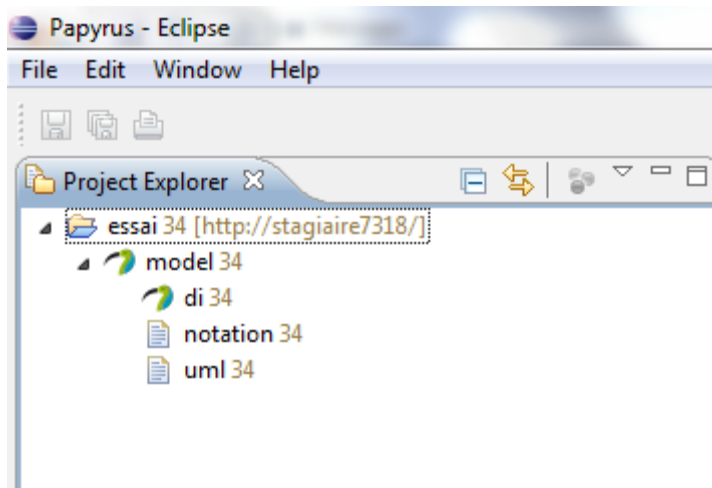 Papyrus - Eclipse
File Edit Window Help
Project Explorer
essai 34 [http://stagiaire7318/]
model 34
di 34
notation 34
uml 34